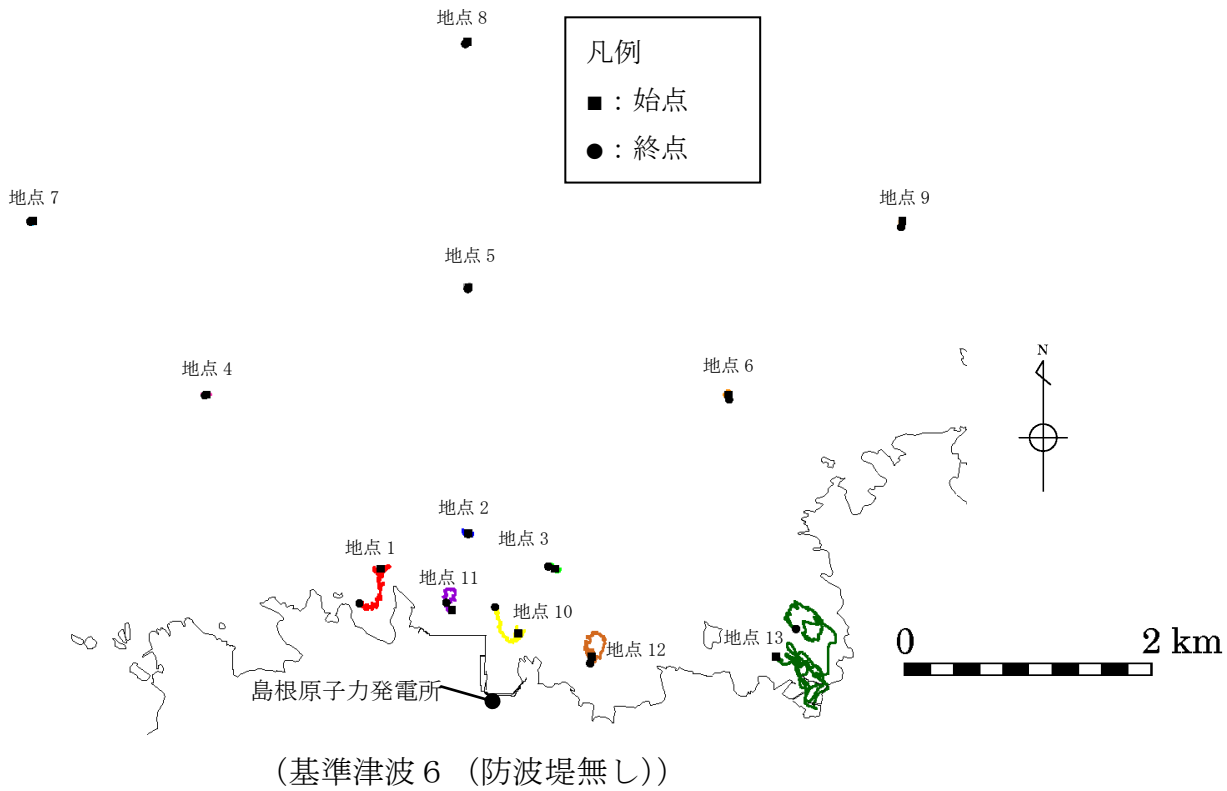 地点 8
凡例
■ : 始点
● : 終点
地点 7
地点 9
地点 5
N
地点 4
地点 6
地点 2
地点 3
地点 1
地点 11
地点 10
地点 13
0
2 km
地点 12
島根原子力発電所
(基準津波６ (防波堤無し))